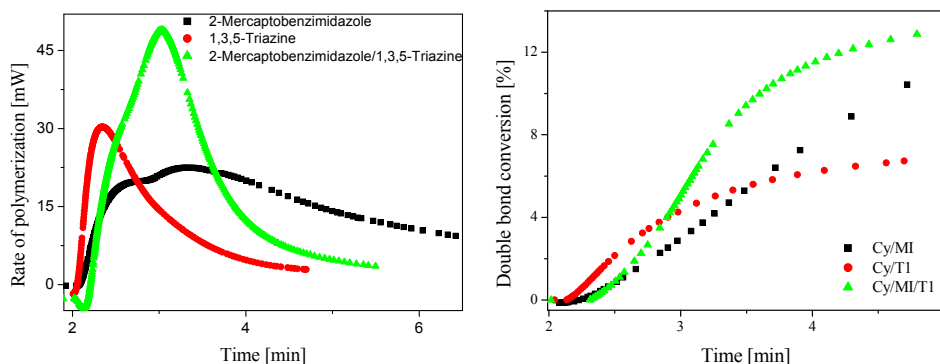 2-Mercaptobenzimidazole
1,3,5-Triazine
2-Mercaptobenzimidazole/1,3,5-Triazine
Rate of polymerization [mW]
45
30
15
0
2
4
6
Time [min]
Double bond conversion [%]
12
8
4
0
2
3
4
Time [min]
Cy/MI
Cy/T1
Cy/MI/T1